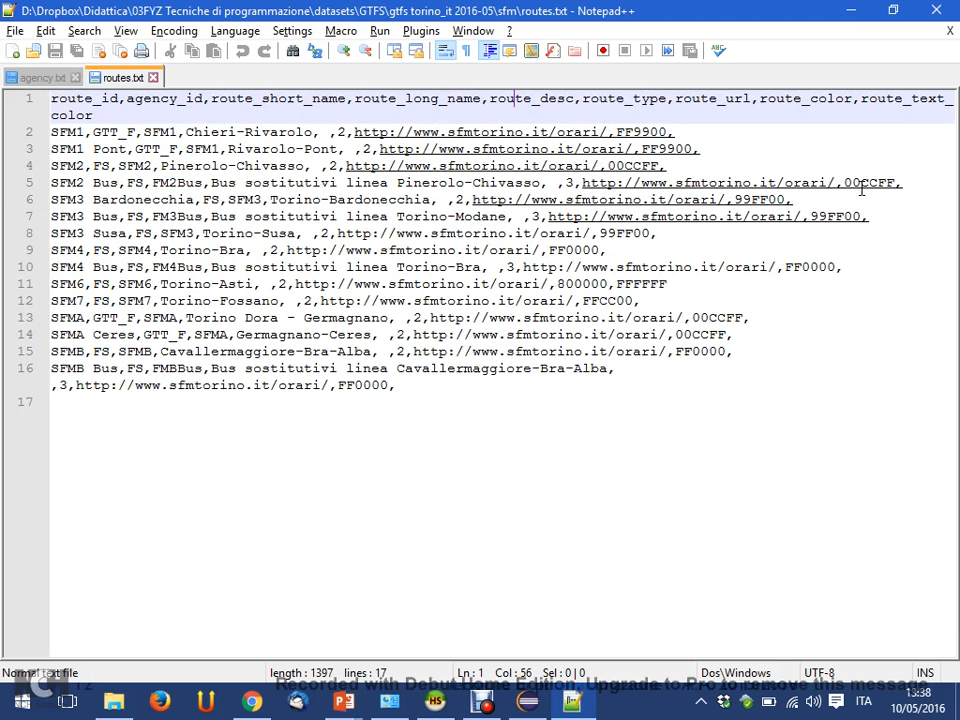 D:\Dropbox\Didattica\03FYZ Tecniche di programmazione\datasets\GTFS\gtfs torino_it 2016-05\sfm\routes.txt - Notepad++
File Edit Search View Encoding Language Settings Macro Run Plugins Window ? X
agency.txt routes.txt
1 route_id,agency_id,route_short_name,route_long_name,route_desc,route_type,route_url,route_color,route_text_
color
2 SFM1,GTT_F,SFM1,Chieri-Rivarolo, ,2,http://www.sfmtorino.it/orari/,FF9900,
3 SFM1 Pont,GTT_F,SFM1,Rivarolo-Pont, ,2,http://www.sfmtorino.it/orari/,FF9900,
4 SFM2,FS,SFM2,Pinerolo-Chivasso, ,2,http://www.sfmtorino.it/orari/,00CCFF,
5 SFM2 Bus,FS,FM2Bus,Bus sostitutivi linea Pinerolo-Chivasso, ,3,http://www.sfmtorino.it/orari/,00CCFF,
6 SFM3 Bardonecchia,FS,SFM3,Torino-Bardonecchia, ,2,http://www.sfmtorino.it/orari/,99FF00,
7 SFM3 Bus,FS,FM3Bus,Bus sostitutivi linea Torino-Modane, ,3,http://www.sfmtorino.it/orari/,99FF00,
8 SFM3 Susa,FS,SFM3,Torino-Susa, ,2,http://www.sfmtorino.it/orari/,99FF00,
9 SFM4,FS,SFM4,Torino-Bra, ,2,http://www.sfmtorino.it/orari/,FF0000,
10 SFM4 Bus,FS,FM4Bus,Bus sostitutivi linea Torino-Bra, ,3,http://www.sfmtorino.it/orari/,FF0000,
11 SFM6,FS,SFM6,Torino-Asti, ,2,http://www.sfmtorino.it/orari/,800000,FFFFFF
12 SFM7,FS,SFM7,Torino-Fossano, ,2,http://www.sfmtorino.it/orari/,FFCC00,
13 SFMA,GTT_F,SFMA,Torino Dora - Germagnano, ,2,http://www.sfmtorino.it/orari/,00CCFF,
14 SFMA Ceres,GTT_F,SFMA,Germagnano-Ceres, ,2,http://www.sfmtorino.it/orari/,00CCFF,
15 SFMB,FS,SFMB,Cavallermaggiore-Bra-Alba, ,2,http://www.sfmtorino.it/orari/,FF0000,
16 SFMB Bus,FS,FMBBus,Bus sostitutivi linea Cavallermaggiore-Bra-Alba,
,3,http://www.sfmtorino.it/orari/,FF0000,
17
Normal text file length : 1397 lines : 17 Ln : 1 Col : 56 Sel : 0 | 0 Dos\Windows UTF-8 INS
Recorded with Debut Home Edition, Upgrade to Pro to remove this message
ITA 13:38
10/05/2016